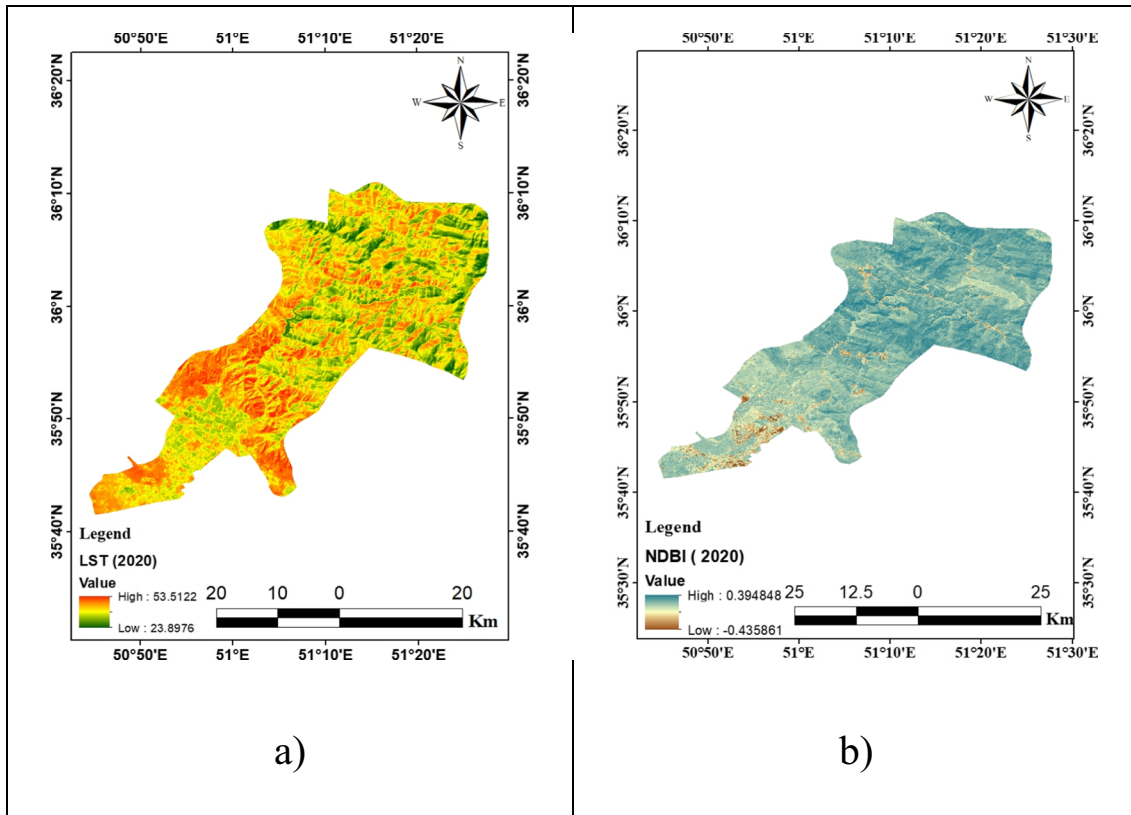 50°50'E 51°E 51°10'E 51°20'E
36°20'N 36°20'N
N
W E
S
36°10'N 36°10'N
36°N 36°N
35°50'N 35°50'N
35°40'N 35°40'N
Legend
LST (2020)
Value
High : 53.5122
Low : 23.8976
20 10 0 20
Km
50°50'E 51°E 51°10'E 51°20'E
a)
50°50'E 51°E 51°10'E 51°20'E 51°30'E
36°20'N 36°20'N
N
W E
S
36°10'N 36°10'N
36°N 36°N
35°50'N 35°50'N
35°40'N 35°40'N
35°30'N 35°30'N
Legend
NDBI ( 2020)
Value
High : 0.394848
Low : -0.435861
25 12.5 0 25
Km
50°50'E 51°E 51°10'E 51°20'E 51°30'E
b)